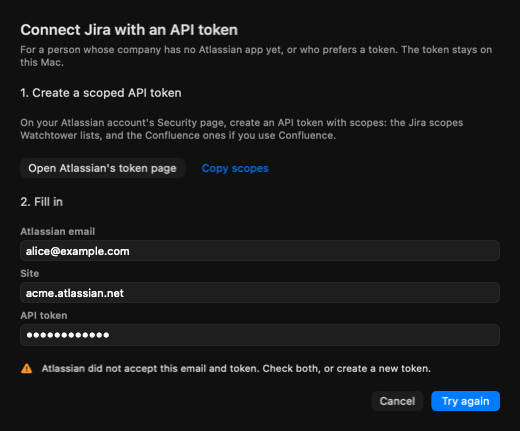 Connect Jira with an API token
For a person whose company has no Atlassian app yet, or who prefers a token. The token stays on
this Mac.
1. Create a scoped API token
On your Atlassian account's Security page, create an API token with scopes: the Jira scopes
Watchtower lists, and the Confluence ones if you use Confluence.
Open Atlassian's token page
Copy scopes
2. Fill in
Atlassian email
alice@example.com
Site
acme.atlassian.net
API token
••••••••••••
Atlassian did not accept this email and token. Check both, or create a new token.
Cancel
Try again